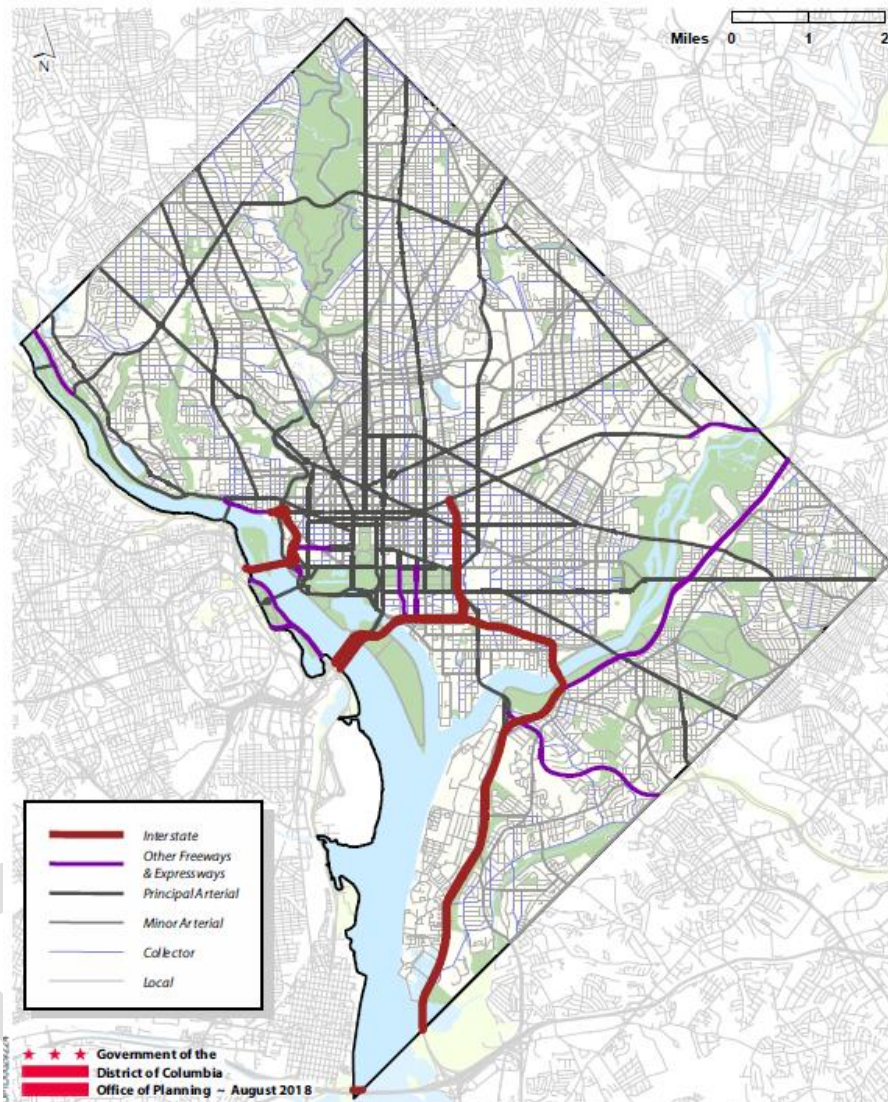 Miles 0 1 2
N
Interstate
Other Freeways
& Expressways
Principal Arterial
Minor Arterial
Collector
Local
Government of the
District of Columbia
Office of Planning ~ August 2018